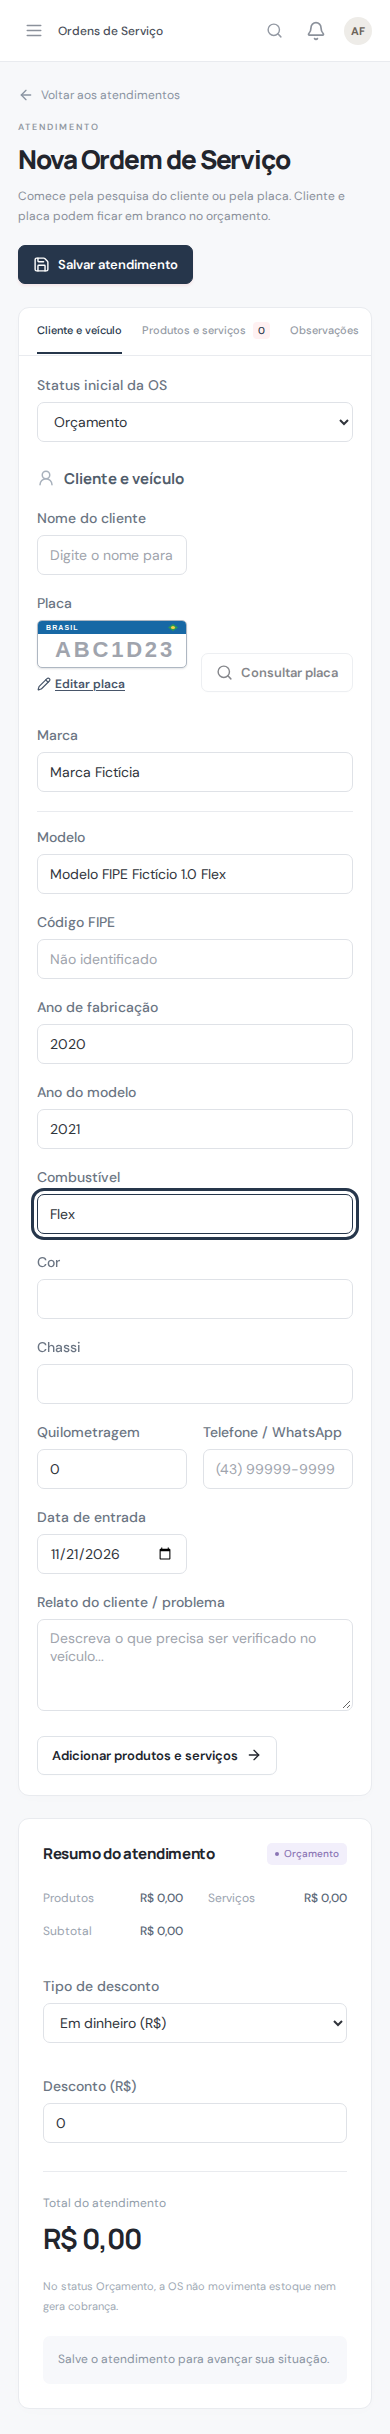 Ordens de Serviço
AF
Voltar aos atendimentos
ATENDIMENTO
Nova Ordem de Serviço
Comece pela pesquisa do cliente ou pela placa. Cliente e
placa podem ficar em branco no orçamento.
Salvar atendimento
Cliente e veículo
Produtos e serviços 0
Observações
Status inicial da OS
Orçamento
Cliente e veículo
Nome do cliente
Digite o nome para
Placa
BRASIL
ABC1D23
Editar placa
Consultar placa
Marca
Marca Fictícia
Modelo
Modelo FIPE Fictício 1.0 Flex
Código FIPE
Não identificado
Ano de fabricação
2020
Ano do modelo
2021
Combustível
Flex
Cor
Chassi
Quilometragem
0
Telefone / WhatsApp
(43) 99999-9999
Data de entrada
11/21/2026
Relato do cliente / problema
Descreva o que precisa ser verificado no
veículo...
Adicionar produtos e serviços
Resumo do atendimento
Orçamento
Produtos R$ 0,00
Serviços R$ 0,00
Subtotal R$ 0,00
Tipo de desconto
Em dinheiro (R$)
Desconto (R$)
0
Total do atendimento
R$ 0,00
No status Orçamento, a OS não movimenta estoque nem
gera cobrança.
Salve o atendimento para avançar sua situação.